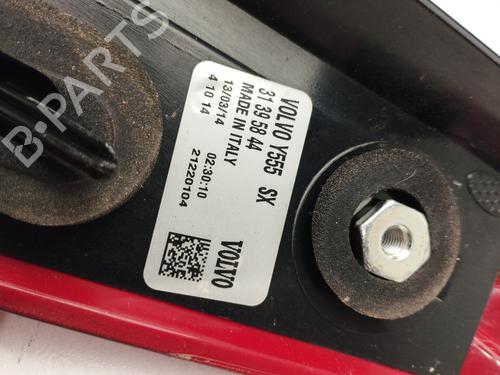 VOLVO Y555 SX
31 39 58 44
MADE IN ITALY
13/03/14 02:30:10
4 10 14 21220104
VOLVO
B-PARTS